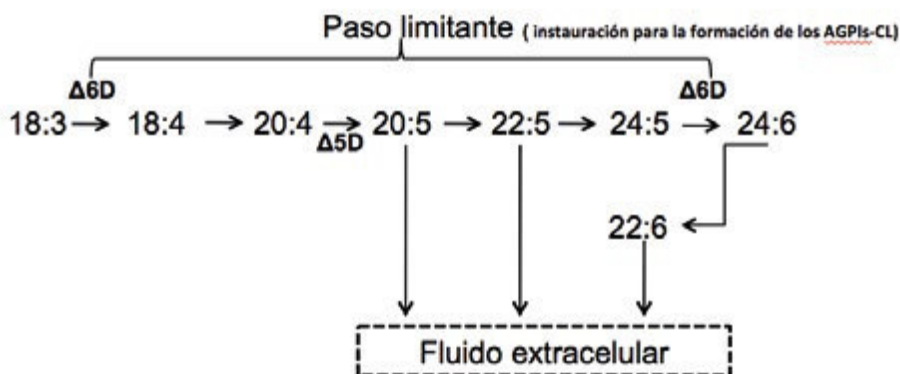 Paso limitante ( instauración para la formación de los AGPIs-CL)
Δ6D Δ6D
18:3 → 18:4 → 20:4 → 20:5 → 22:5 → 24:5 → 24:6
Δ5D
22:6
Fluido extracelular